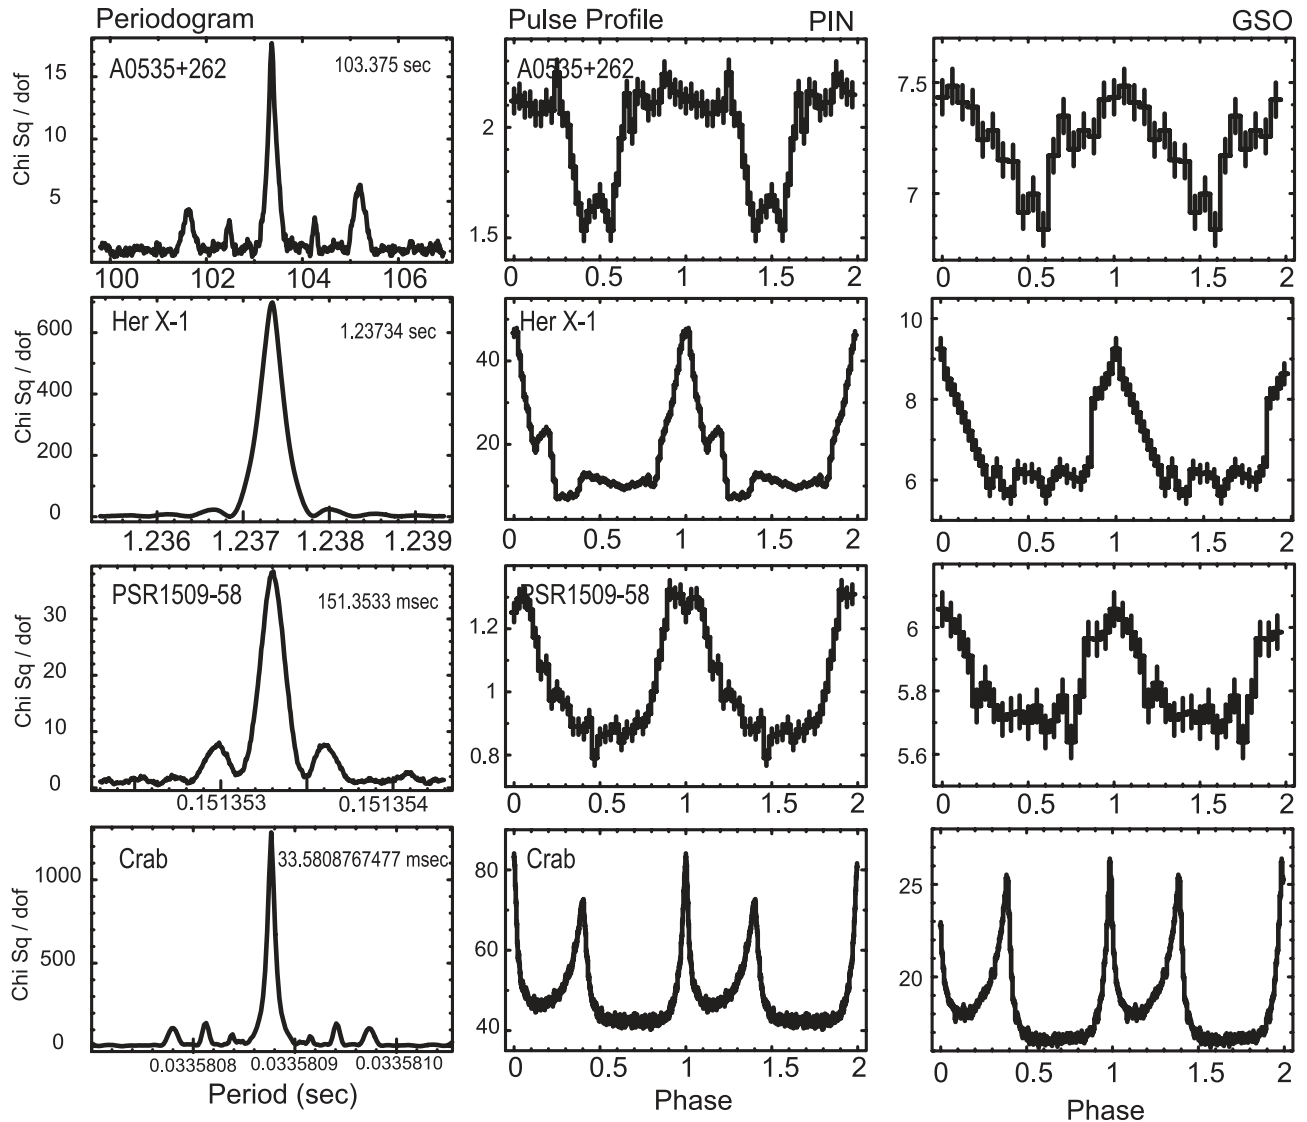 Periodogram
Pulse Profile PIN
GSO
A0535+262
103.375 sec
Chi Sq / dof
15
10
5
100 102 104 106
A0535+262
2
1.5
0 0.5 1 1.5 2
7.5
7
0 0.5 1 1.5 2
Her X-1
1.23734 sec
Chi Sq / dof
600
400
200
0
1.236 1.237 1.238 1.239
Her X-1
40
20
0 0.5 1 1.5 2
10
8
6
0 0.5 1 1.5 2
PSR1509-58
151.3533 msec
Chi Sq / dof
30
20
10
0
0.151353 0.151354
PSR1509-58
1.2
1
0.8
0 0.5 1 1.5 2
6
5.8
5.6
0 0.5 1 1.5 2
Crab
33.5808767477 msec
Chi Sq / dof
1000
500
0
0.0335808 0.0335809 0.0335810
Period (sec)
Crab
80
60
40
0 0.5 1 1.5 2
Phase
25
20
0 0.5 1 1.5 2
Phase